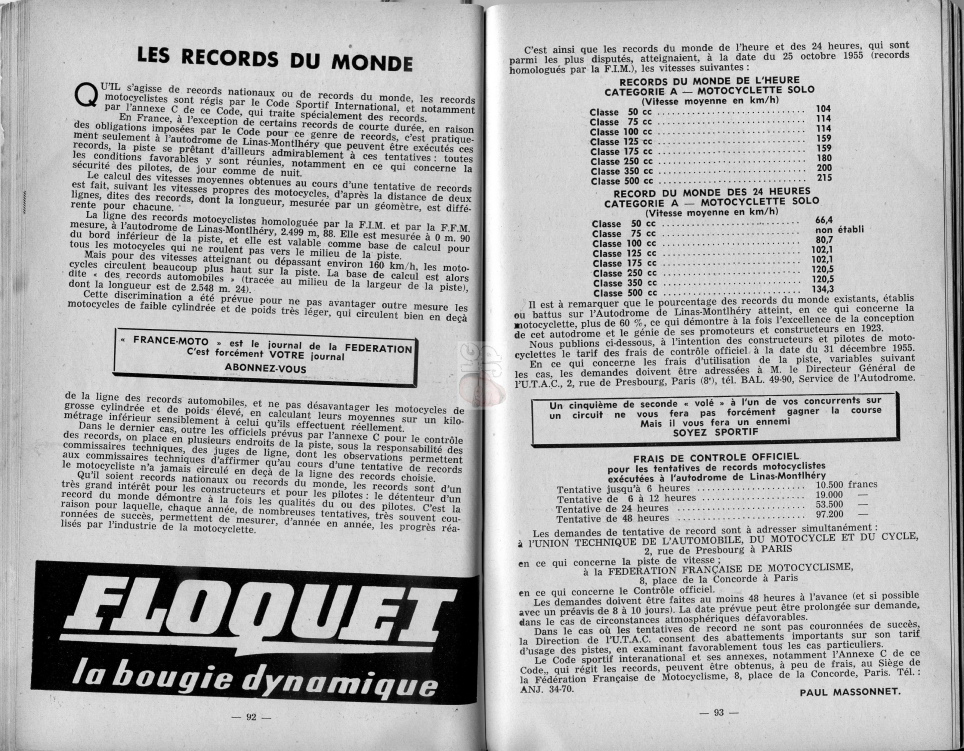 LES RECORDS DU MONDE
QU'IL s'agisse de records nationaux ou de records du monde, les records
motocyclistes sont régis par le Code Sportif International, et notamment
par l'annexe C de ce Code, qui traite spécialement des records.
En France, à l'exception de certains records de courte durée, en raison
des obligations imposées par le Code pour ce genre de records, c'est pratique-
ment seulement à l'autodrome de Linas-Montlhéry que peuvent être exécutés ces
records, la piste se prêtant d'ailleurs admirablement à ces tentatives : toutes
les conditions favorables y sont réunies, notamment en ce qui concerne la
sécurité des pilotes, de jour comme de nuit.
Le calcul des vitesses moyennes obtenues au cours d'une tentative de records
est fait, suivant les vitesses propres des motocycles, d'après la distance de deux
lignes, dites des records, dont la longueur, mesurée par un géomètre, est diffé-
rente pour chacune.
La ligne des records motocyclistes homologuée par la F.I.M. et par la F.F.M.
mesure, à l'autodrome de Linas-Montlhéry, 2.499 m, 88. Elle est mesurée à 0 m. 90
du bord inférieur de la piste, et elle est valable comme base de calcul pour
tous les motocycles qui ne roulent pas vers le milieu de la piste.
Mais pour des vitesses atteignant ou dépassant environ 160 km/h, les moto-
cycles circulent beaucoup plus haut sur la piste. La base de calcul est alors
dite « des records automobiles » (tracée au milieu de la largeur de la piste),
dont la longueur est de 2.548 m. 24).
Cette discrimination a été prévue pour ne pas avantager outre mesure les
motocycles de faible cylindrée et de poids très léger, qui circulent bien en deçà
« FRANCE-MOTO » est le journal de la FEDERATION
C'est forcément VOTRE journal
ABONNEZ-VOUS
de la ligne des records automobiles, et ne pas désavantager les motocycles de
grosse cylindrée et de poids élevé, en calculant leurs moyennes sur un kilo-
métrage inférieur sensiblement à celui qu'ils effectuent réellement.
Dans le dernier cas, outre les officiels prévus par l'annexe C pour le contrôle
des records, on place en plusieurs endroits de la piste, sous la responsabilité des
commissaires techniques, des juges de ligne, dont les observations permettent
aux commissaires techniques d'affirmer qu'au cours d'une tentative de records
le motocycliste n'a jamais circulé en deçà de la ligne des records choisie.
Qu'il soient records nationaux ou records du monde, les records sont d'un
très grand intérêt pour les constructeurs et pour les pilotes : le détenteur d'un
record du monde démontre à la fois les qualités du ou des pilotes. C'est la
raison pour laquelle, chaque année, de nombreuses tentatives, très souvent cou-
ronnées de succès, permettent de mesurer, d'année en année, les progrès réa-
lisés par l'industrie de la motocyclette.
FLOQUET
la bougie dynamique
— 92 —
C'est ainsi que les records du monde de l'heure et des 24 heures, qui sont
parmi les plus disputés, atteignaient, à la date du 25 octobre 1955 (records
homologués par la F.I.M.), les vitesses suivantes :
RECORDS DU MONDE DE L'HEURE
CATEGORIE A — MOTOCYCLETTE SOLO
(Vitesse moyenne en km/h)
Classe 50 cc .............................. 104
Classe 75 cc .............................. 114
Classe 100 cc .............................. 114
Classe 125 cc .............................. 159
Classe 175 cc .............................. 159
Classe 250 cc .............................. 180
Classe 350 cc .............................. 200
Classe 500 cc .............................. 215
RECORD DU MONDE DES 24 HEURES
CATEGORIE A — MOTOCYCLETTE SOLO
(Vitesse moyenne en km/h)
Classe 50 cc .............................. 66,4
Classe 75 cc .............................. non établi
Classe 100 cc .............................. 80,7
Classe 125 cc .............................. 102,1
Classe 175 cc .............................. 102,1
Classe 250 cc .............................. 120,5
Classe 350 cc .............................. 120,5
Classe 500 cc .............................. 134,3
Il est à remarquer que le pourcentage des records du monde existants, établis
ou battus sur l'Autodrome de Linas-Montlhéry atteint, en ce qui concerne la
motocyclette, plus de 60 %, ce qui démontre à la fois l'excellence de la conception
de cet autodrome et le génie de ses promoteurs et constructeurs en 1923.
Nous publions ci-dessous, à l'intention des constructeurs et pilotes de moto-
cyclettes le tarif des frais de contrôle officiel à la date du 31 décembre 1955.
En ce qui concerne les frais d'utilisation de la piste, variables suivant
les cas, les demandes doivent être adressées à M. le Directeur Général de
l'U.T.A.C., 2, rue de Presbourg, Paris (8e), tél. BAL. 49-90, Service de l'Autodrome.
Un cinquième de seconde « volé » à l'un de vos concurrents sur
un circuit ne vous fera pas forcément gagner la course
Mais il vous fera un ennemi
SOYEZ SPORTIF
FRAIS DE CONTROLE OFFICIEL
pour les tentatives de records motocyclistes
exécutées à l'autodrome de Linas-Montlhéry
Tentative jusqu'à 6 heures .................... 10.500 francs
Tentative de 6 à 12 heures .................... 19.000 —
Tentative de 24 heures .................... 53.500 —
Tentative de 48 heures .................... 97.200 —
Les demandes de tentative de record sont à adresser simultanément :
à l'UNION TECHNIQUE DE L'AUTOMOBILE, DU MOTOCYCLE ET DU CYCLE,
2, rue de Presbourg à PARIS
en ce qui concerne la piste de vitesse ;
à la FEDERATION FRANÇAISE DE MOTOCYCLISME,
8, place de la Concorde à Paris
en ce qui concerne le Contrôle officiel.
Les demandes doivent être faites au moins 48 heures à l'avance (et si possible
avec un préavis de 8 à 10 jours). La date prévue peut être prolongée sur demande,
dans le cas de circonstances atmosphériques défavorables.
Dans le cas où les tentatives de record ne sont pas couronnées de succès,
la Direction de l'U.T.A.C. consent des abattements importants sur son tarif
d'usage des pistes, en examinant favorablement tous les cas particuliers.
Le Code sportif interanational et ses annexes, notamment l'Annexe C de ce
Code, qui régit les records, peuvent être obtenus, à peu de frais, au Siège de
la Fédération Française de Motocyclisme, 8, place de la Concorde, Paris. Tél. :
ANJ. 34-70.
PAUL MASSONNET.
— 93 —